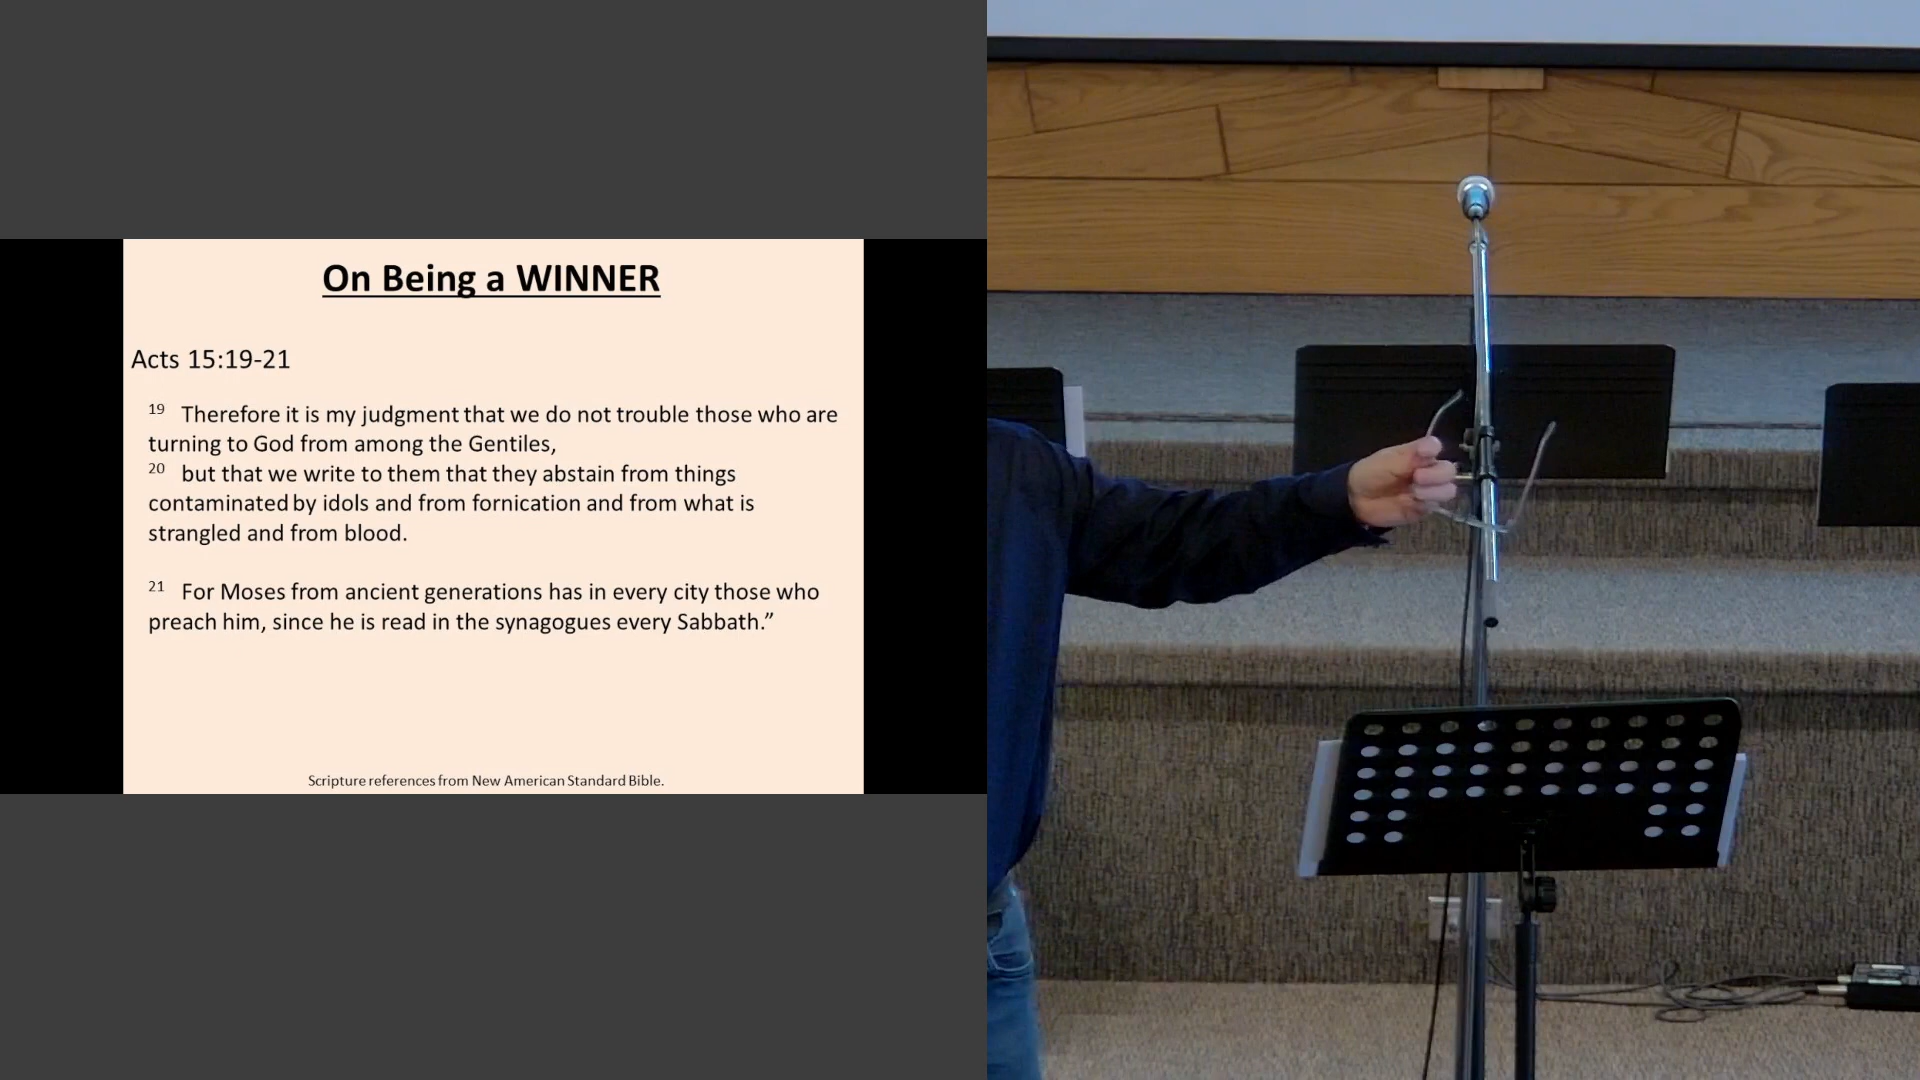 On Being a WINNER
Acts 15:19-21
19 Therefore it is my judgment that we do not trouble those who are
turning to God from among the Gentiles,
20 but that we write to them that they abstain from things
contaminated by idols and from fornication and from what is
strangled and from blood.
21 For Moses from ancient generations has in every city those who
preach him, since he is read in the synagogues every Sabbath.”
Scripture references from New American Standard Bible.